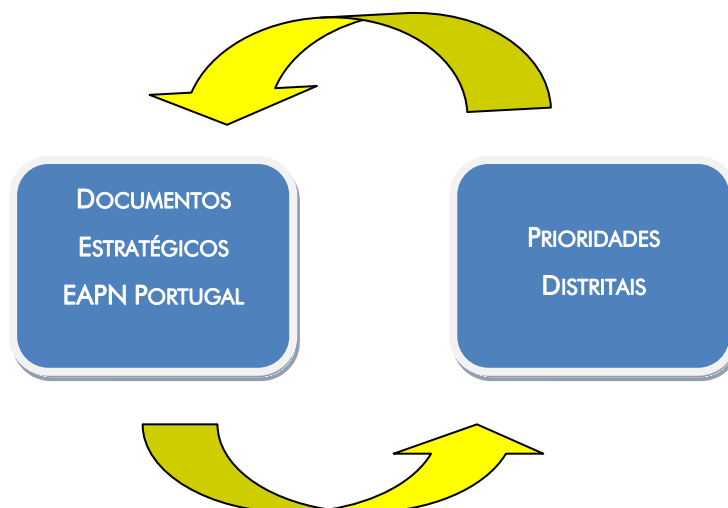 DOCUMENTOS
ESTRATÉGICOS
EAPN PORTUGAL
PRIORIDADES
DISTRITAIS